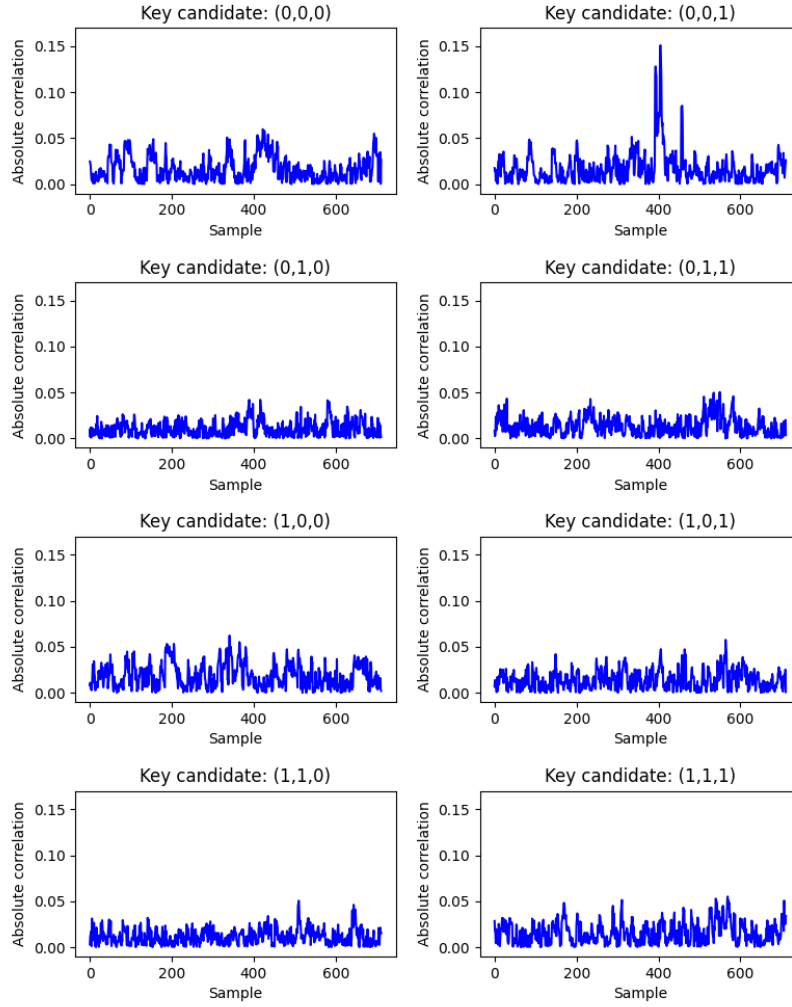 Key candidate: (0,0,0)
Absolute correlation
0.15
0.10
0.05
0.00
0
200
400
600
Sample
Key candidate: (0,0,1)
Absolute correlation
0.15
0.10
0.05
0.00
0
200
400
600
Sample
Key candidate: (0,1,0)
Absolute correlation
0.15
0.10
0.05
0.00
0
200
400
600
Sample
Key candidate: (0,1,1)
Absolute correlation
0.15
0.10
0.05
0.00
0
200
400
600
Sample
Key candidate: (1,0,0)
Absolute correlation
0.15
0.10
0.05
0.00
0
200
400
600
Sample
Key candidate: (1,0,1)
Absolute correlation
0.15
0.10
0.05
0.00
0
200
400
600
Sample
Key candidate: (1,1,0)
Absolute correlation
0.15
0.10
0.05
0.00
0
200
400
600
Sample
Key candidate: (1,1,1)
Absolute correlation
0.15
0.10
0.05
0.00
0
200
400
600
Sample